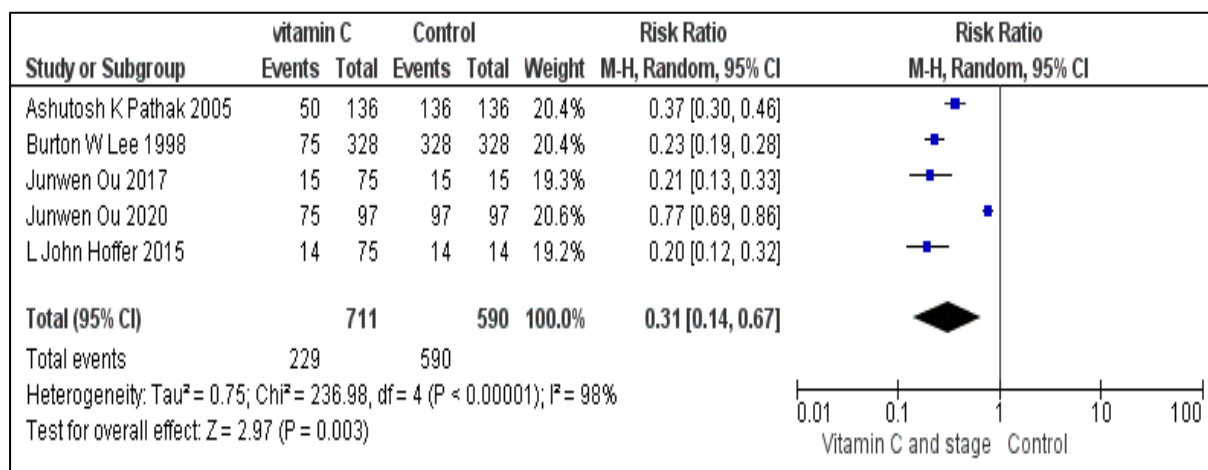 vitamin C Control Risk Ratio Risk Ratio
Study or Subgroup Events Total Events Total Weight M-H, Random, 95% CI M-H, Random, 95% CI
Ashutosh K Pathak 2005 50 136 136 136 20.4% 0.37 [0.30, 0.46]
Burton W Lee 1998 75 328 328 328 20.4% 0.23 [0.19, 0.28]
Junwen Ou 2017 15 75 15 15 19.3% 0.21 [0.13, 0.33]
Junwen Ou 2020 75 97 97 97 20.6% 0.77 [0.69, 0.86]
L John Hoffer 2015 14 75 14 14 19.2% 0.20 [0.12, 0.32]
Total (95% CI) 711 590 100.0% 0.31 [0.14, 0.67]
Total events 229 590
Heterogeneity: Tau² = 0.75; Chi² = 236.98, df = 4 (P < 0.00001); I² = 98%
Test for overall effect: Z = 2.97 (P = 0.003)
0.01 0.1 1 10 100
Vitamin C and stage Control